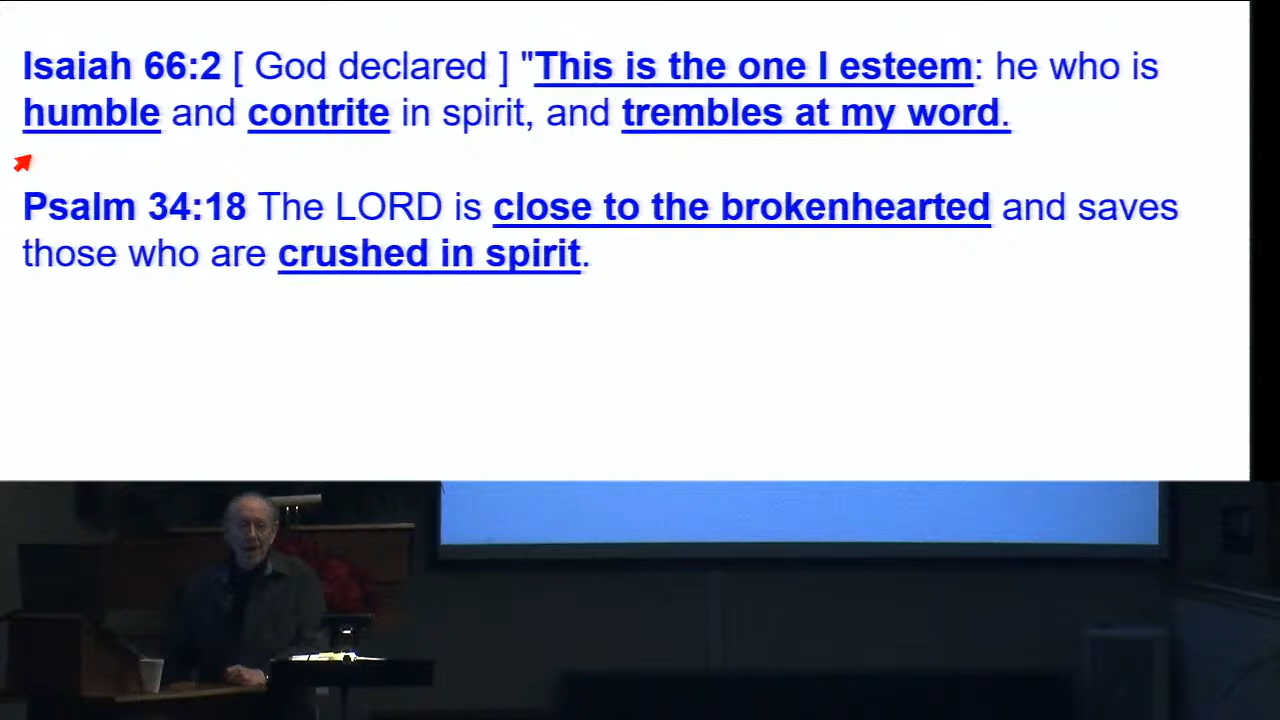 Isaiah 66:2 [ God declared ] "This is the one I esteem: he who is
humble and contrite in spirit, and trembles at my word.
Psalm 34:18 The LORD is close to the brokenhearted and saves
those who are crushed in spirit.